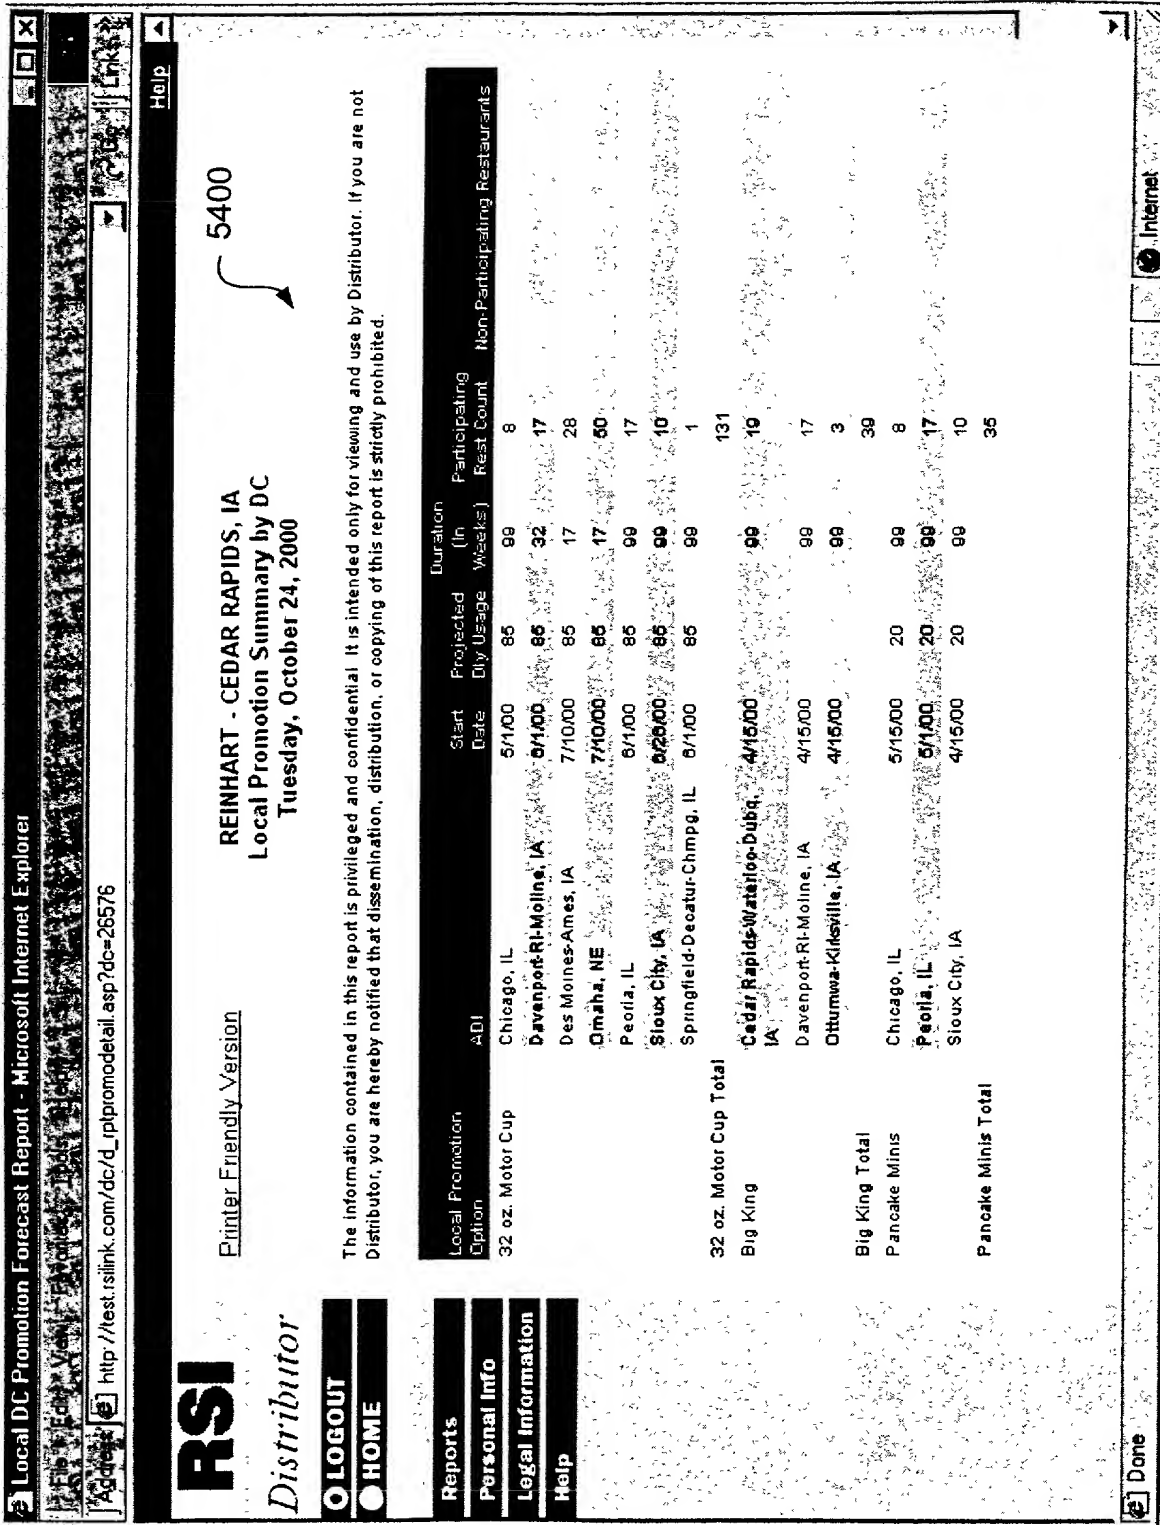 Local DC Promotion Forecast Report - Microsoft Internet Explorer
File Edit View Favorites Tools Help
Address http://test.rsilink.com/dc/d_rptpromodetail.asp?dc=26576 Go Links
Help
RSI
Distributor
LOGOUT
HOME
Reports
Personal Info
Legal Information
Help
Printer Friendly Version
REINHART - CEDAR RAPIDS, IA
Local Promotion Summary by DC
Tuesday, October 24, 2000
5400
The information contained in this report is privileged and confidential. It is intended only for viewing and use by Distributor. If you are not
Distributor, you are hereby notified that dissemination, distribution, or copying of this report is strictly prohibited.
Local Promotion Option ADI Start Date Projected Dly Usage Duration (In Weeks) Participating Rest Count Non-Participating Restaurants
32 oz. Motor Cup Chicago, IL 5/1/00 85 99 8
Davenport-RI-Moline, IA 6/1/00 85 32 17
Des Moines-Ames, IA 7/10/00 85 17 28
Omaha, NE 7/10/00 85 17 50
Peoria, IL 6/1/00 85 99 17
Sioux City, IA 85 99 10
Springfield-Decatur-Chmpg, IL 6/1/00 85 99 1
32 oz. Motor Cup Total 131
Big King Cedar Rapids-Waterloo-Dubq, 4/15/00 99 19
IA
Davenport-RI-Moline, IA 4/15/00 99 17
Ottumwa-Kirksville, IA 4/15/00 99 3
Big King Total 39
Pancake Minis Chicago, IL 5/15/00 20 99 8
Peoria, IL 5/1/00 20 99 17
Sioux City, IA 4/15/00 20 99 10
Pancake Minis Total 35
Done Internet